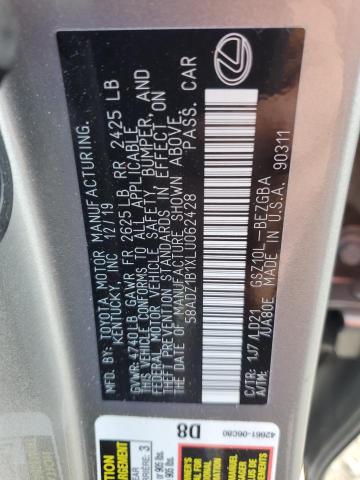 MFD. BY: TOYOTA MOTOR MANUFACTURING.
KENTUCKY, INC. 12/19
GVWR: 4740LB GAWR FR 2625LB RR 2425 LB
THIS VEHICLE CONFORMS TO ALL APPLICABLE
FEDERAL MOTOR VEHICLE SAFETY BUMPER, AND
THEFT PREVENTION STANDARDS IN EFFECT ON
THE DATE OF MANUFACTURE SHOWN ABOVE.
58ADZ1B1XLU062428 PASS. CAR
C/TR: 1J7 /LD21 GSZ10L-BEZGBA
A/TM: /UA80E MADE IN U.S.A. 90311
D8
42661-06C80